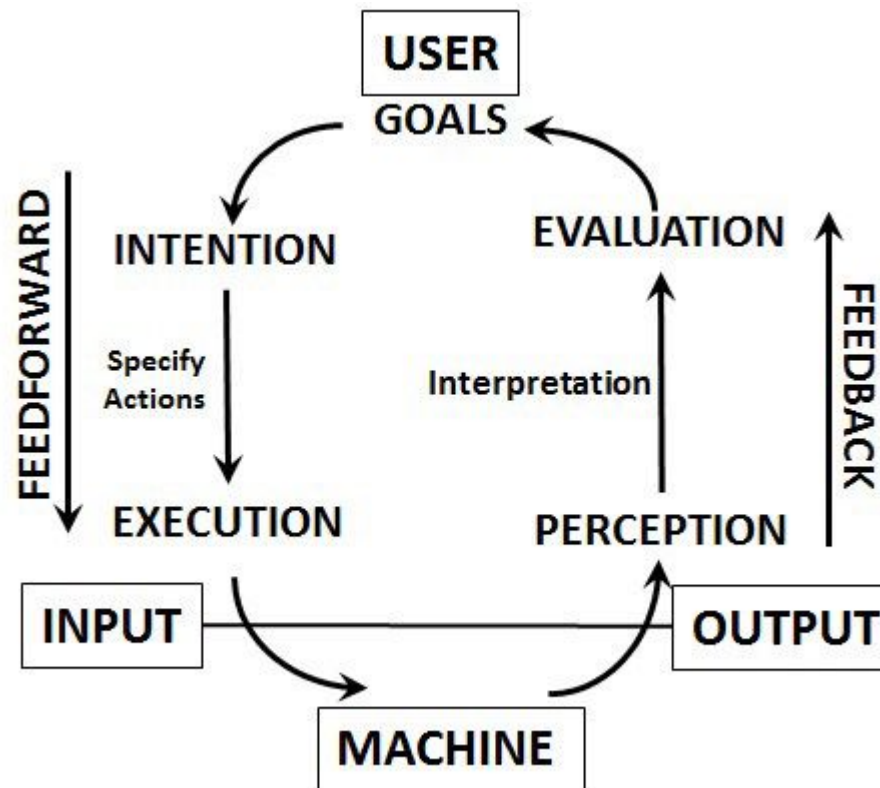 USER
GOALS
FEEDFORWARD
INTENTION
EVALUATION
FEEDBACK
Specify
Actions
Interpretation
EXECUTION
PERCEPTION
INPUT
OUTPUT
MACHINE